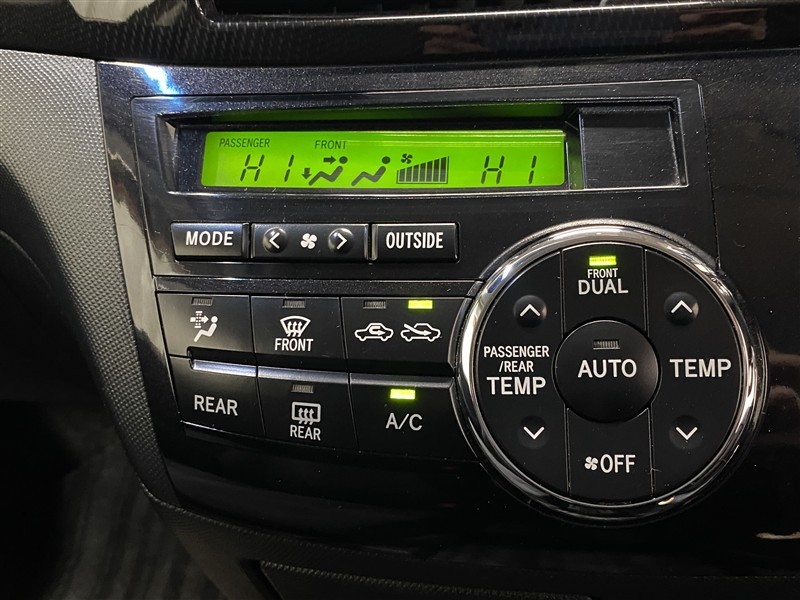 PASSENGER FRONT
HI HI
MODE OUTSIDE
FRONT
DUAL
FRONT
PASSENGER
/REAR
TEMP
AUTO
TEMP
REAR
REAR
A/C
OFF